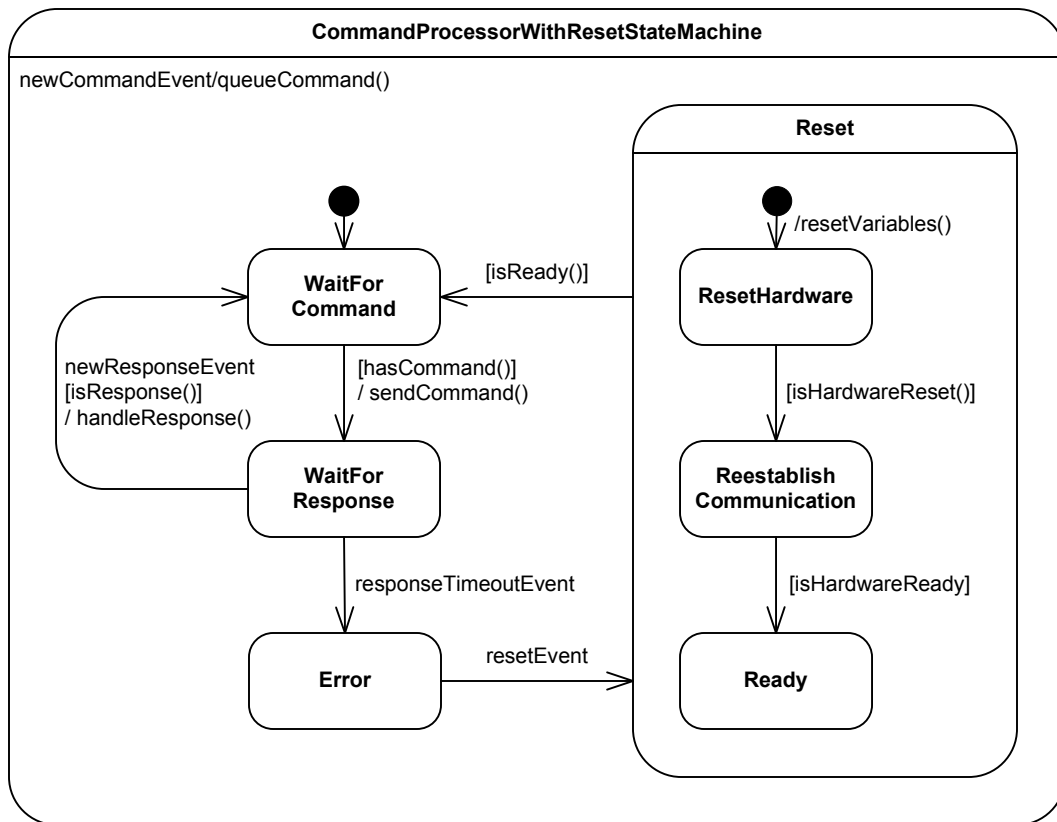 CommandProcessorWithResetStateMachine
newCommandEvent/queueCommand()
Reset
/resetVariables()
WaitFor
Command
[isReady()]
ResetHardware
newResponseEvent
[isResponse()]
/ handleResponse()
[hasCommand()]
/ sendCommand()
[isHardwareReset()]
WaitFor
Response
Reestablish
Communication
responseTimeoutEvent
[isHardwareReady]
Error
resetEvent
Ready